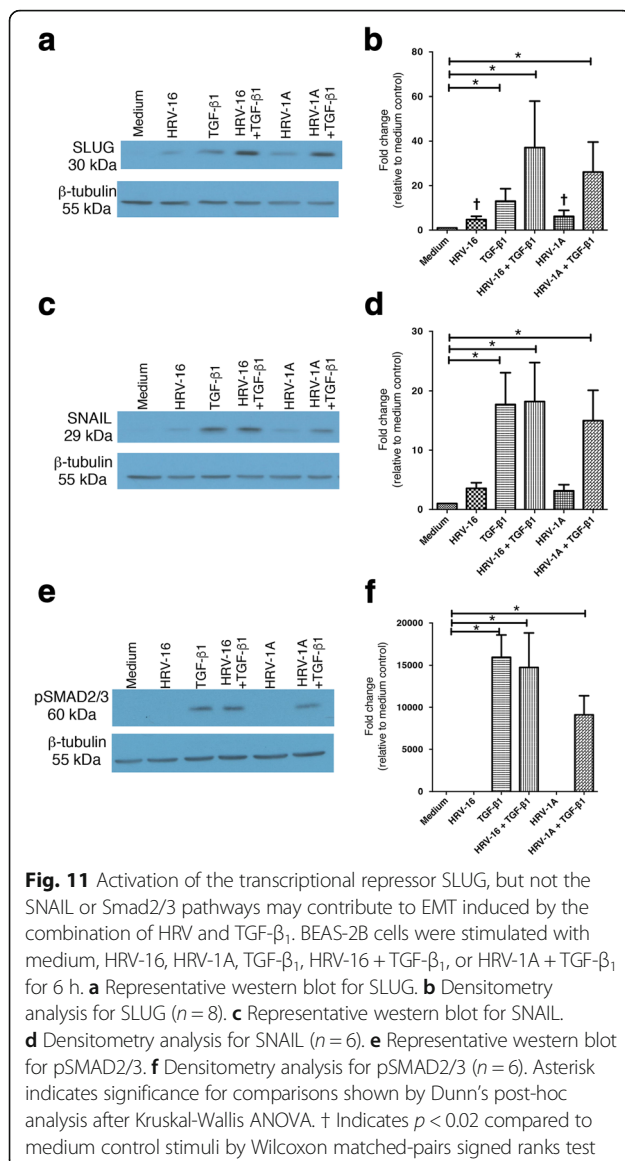 a
Medium
HRV-16
TGF-β1
HRV-16
+TGF-β1
HRV-1A
HRV-1A
+TGF-β1
SLUG
30 kDa
β-tubulin
55 kDa
b
Fold change
(relative to medium control)
80
60
40
20
0
*
*
*
†
†
Medium
HRV-16
TGF-β1
HRV-16 + TGF-β1
HRV-1A
HRV-1A + TGF-β1
c
Medium
HRV-16
TGF-β1
HRV-16
+TGF-β1
HRV-1A
HRV-1A
+TGF-β1
SNAIL
29 kDa
β-tubulin
55 kDa
d
Fold change
(relative to medium control)
30
20
10
0
*
*
*
Medium
HRV-16
TGF-β1
HRV-16 + TGF-β1
HRV-1A
HRV-1A + TGF-β1
e
Medium
HRV-16
TGF-β1
HRV-16
+TGF-β1
HRV-1A
HRV-1A
+TGF-β1
pSMAD2/3
60 kDa
β-tubulin
55 kDa
f
Fold change
(relative to medium control)
20000
15000
10000
5000
0
*
*
*
Medium
HRV-16
TGF-β1
HRV-16 + TGF-β1
HRV-1A
HRV-1A + TGF-β1
Fig. 11 Activation of the transcriptional repressor SLUG, but not the
SNAIL or Smad2/3 pathways may contribute to EMT induced by the
combination of HRV and TGF-β₁. BEAS-2B cells were stimulated with
medium, HRV-16, HRV-1A, TGF-β₁, HRV-16 + TGF-β₁, or HRV-1A + TGF-β₁
for 6 h. a Representative western blot for SLUG. b Densitometry
analysis for SLUG (n = 8). c Representative western blot for SNAIL.
d Densitometry analysis for SNAIL (n = 6). e Representative western blot
for pSMAD2/3. f Densitometry analysis for pSMAD2/3 (n = 6). Asterisk
indicates significance for comparisons shown by Dunn's post-hoc
analysis after Kruskal-Wallis ANOVA. † Indicates p < 0.02 compared to
medium control stimuli by Wilcoxon matched-pairs signed ranks test